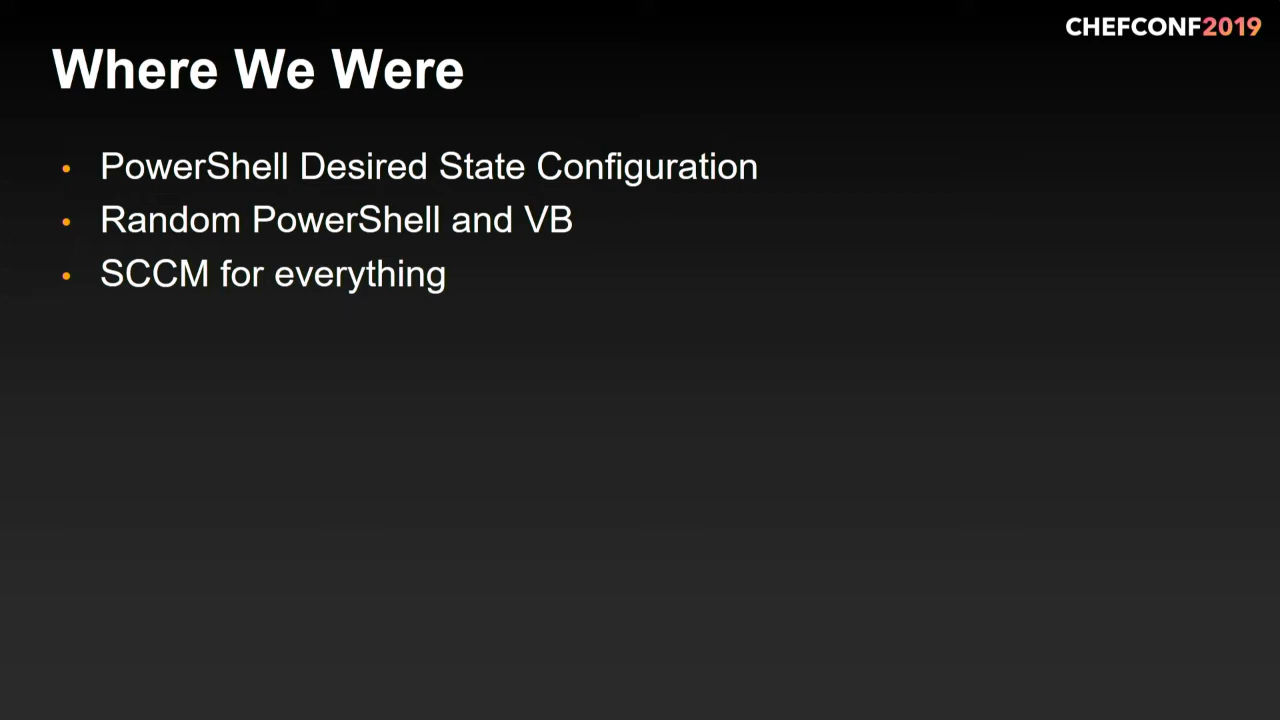 CHEFCONF2019
Where We Were
• PowerShell Desired State Configuration
• Random PowerShell and VB
• SCCM for everything